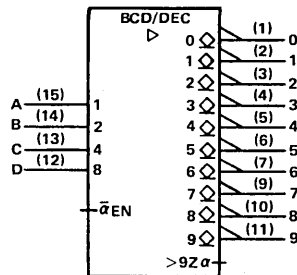 BCD/DEC
▷
0 ◇ (1) 0
1 ◇ (2) 1
2 ◇ (3) 2
3 ◇ (4) 3
4 ◇ (5) 4
5 ◇ (6) 5
6 ◇ (7) 6
7 ◇ (9) 7
8 ◇ (10) 8
9 ◇ (11) 9
A (15) 1
B (14) 2
C (13) 4
D (12) 8
ᾱEN
>9Zα